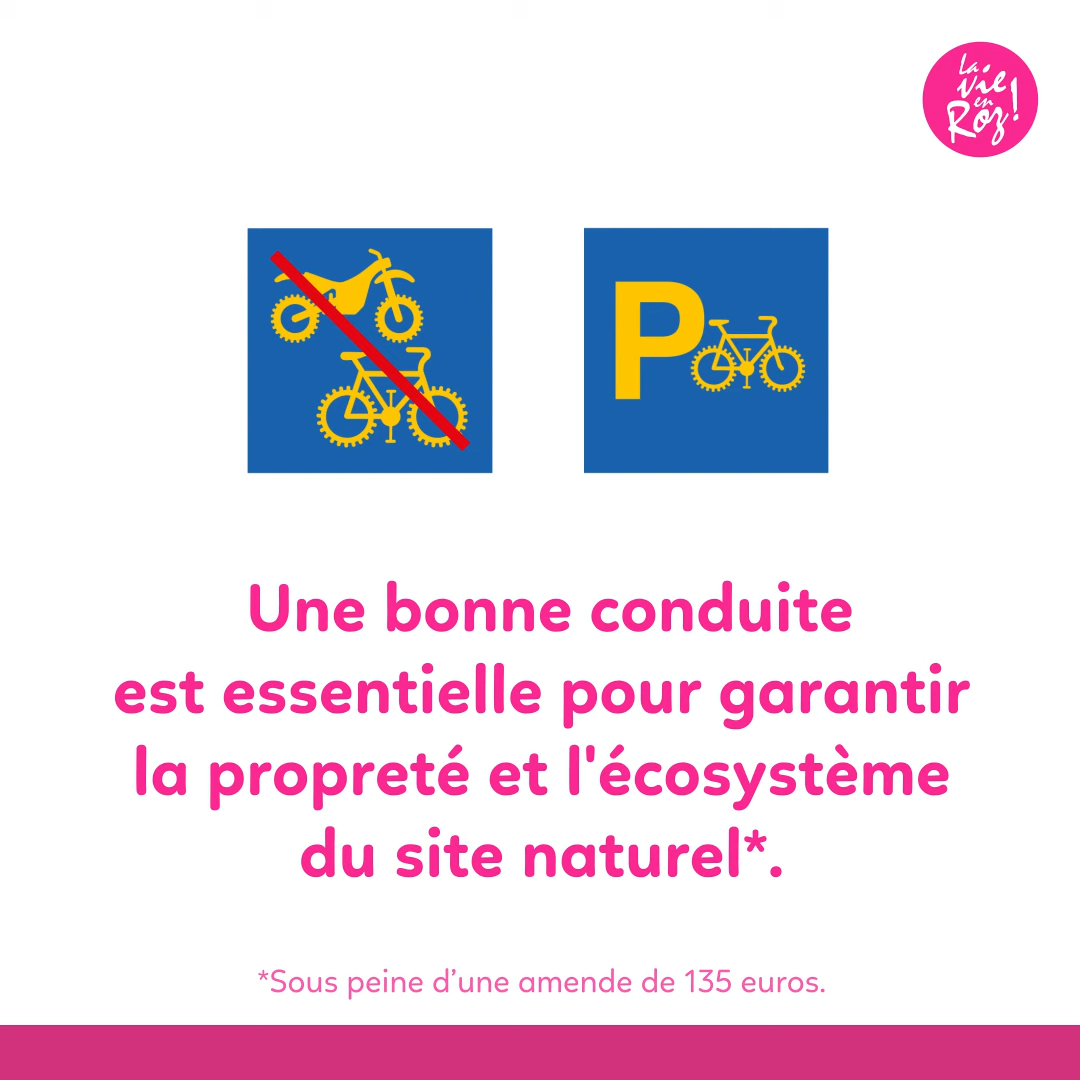 La
vie
en
Roz!
P
Une bonne conduite
est essentielle pour garantir
la propreté et l'écosystème
du site naturel*.
*Sous peine d’une amende de 135 euros.